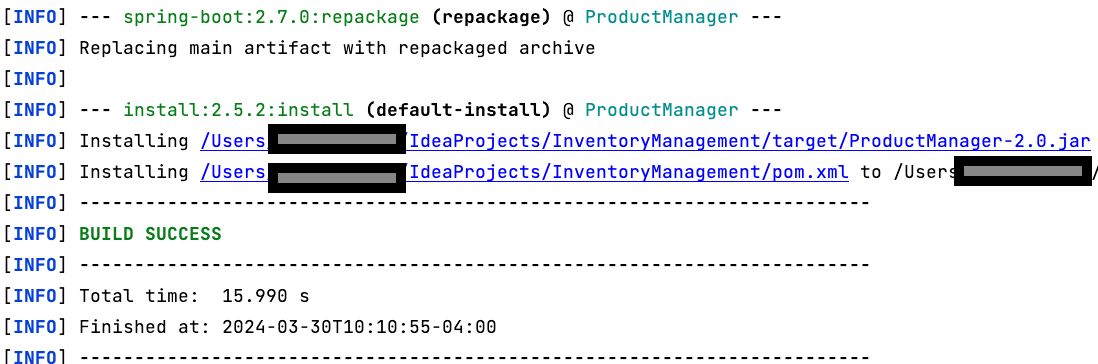 [INFO] --- spring-boot:2.7.0:repackage (repackage) @ ProductManager ---
[INFO] Replacing main artifact with repackaged archive
[INFO]
[INFO] --- install:2.5.2:install (default-install) @ ProductManager ---
[INFO] Installing /Users/ /IdeaProjects/InventoryManagement/target/ProductManager-2.0.jar
[INFO] Installing /Users/ /IdeaProjects/InventoryManagement/pom.xml to /Users /
[INFO] ------------------------------------------------------------------------
[INFO] BUILD SUCCESS
[INFO] ------------------------------------------------------------------------
[INFO] Total time:  15.990 s
[INFO] Finished at: 2024-03-30T10:10:55-04:00
[INFO] ------------------------------------------------------------------------